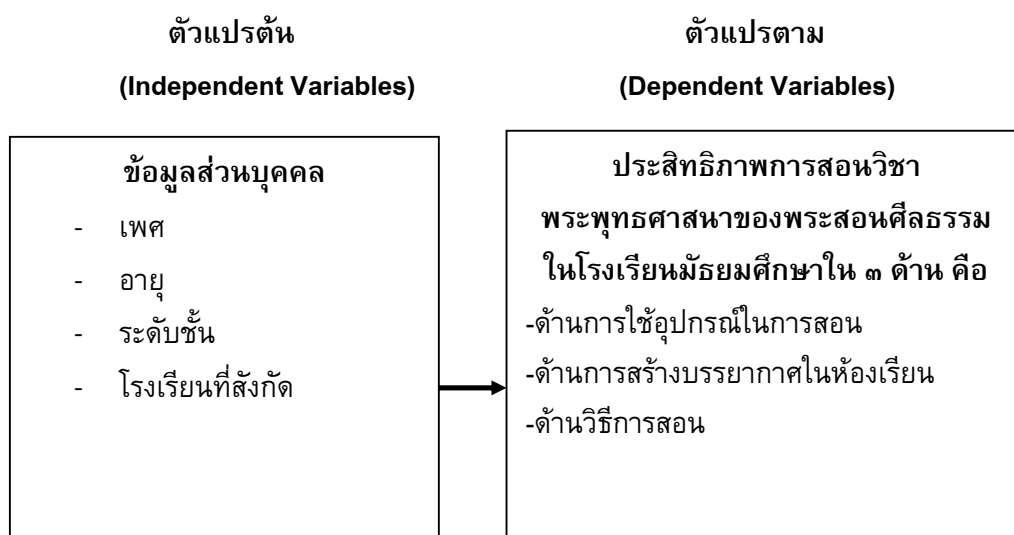 ตัวแปรต้น
(Independent Variables)
ข้อมูลส่วนบุคคล
- เพศ
- อายุ
- ระดับชั้น
- โรงเรียนที่สังกัด
ตัวแปรตาม
(Dependent Variables)
ประสิทธิภาพการสอนวิชา
พระพุทธศาสนาของพระสอนศีลธรรม
ในโรงเรียนมัธยมศึกษาใน ๓ ด้าน คือ
-ด้านการใช้อุปกรณ์ในการสอน
-ด้านการสร้างบรรยากาศในห้องเรียน
-ด้านวิธีการสอน